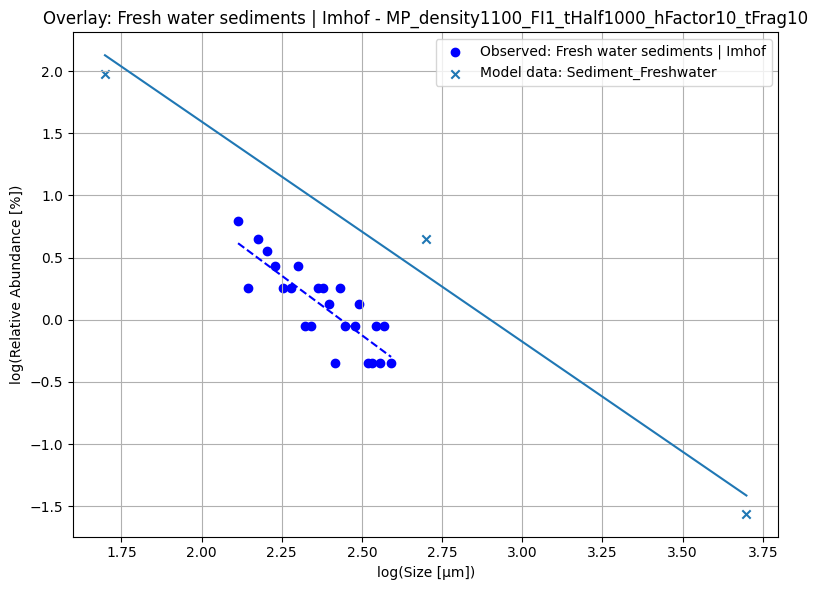 Overlay: Fresh water sediments | Imhof - MP_density1100_FI1_tHalf1000_hFactor10_tFrag10
Observed: Fresh water sediments | Imhof
Model data: Sediment_Freshwater
log(Relative Abundance [%])
2.0
1.5
1.0
0.5
0.0
−0.5
−1.0
−1.5
1.75 2.00 2.25 2.50 2.75 3.00 3.25 3.50 3.75
log(Size [µm])